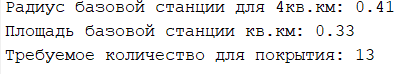 Радиус базовой станции для 4кв.км: 0.41
Площадь базовой станции кв.км: 0.33
Требуемое количество для покрытия: 13